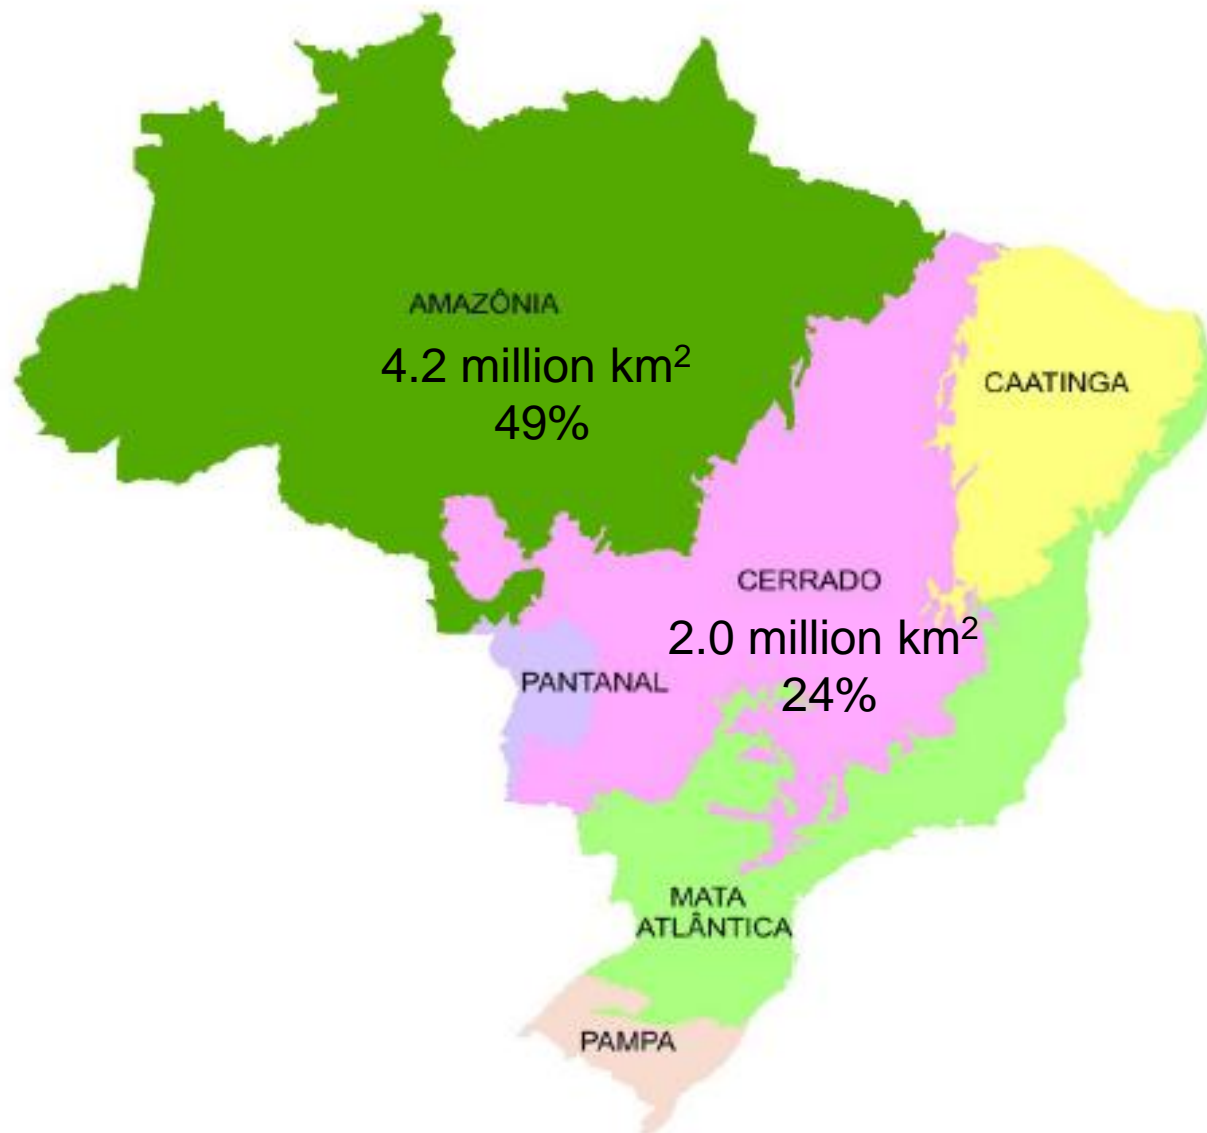 AMAZÔNIA
4.2 million km²
49%
CAATINGA
CERRADO
2.0 million km²
24%
PANTANAL
MATA
ATLÂNTICA
PAMPA